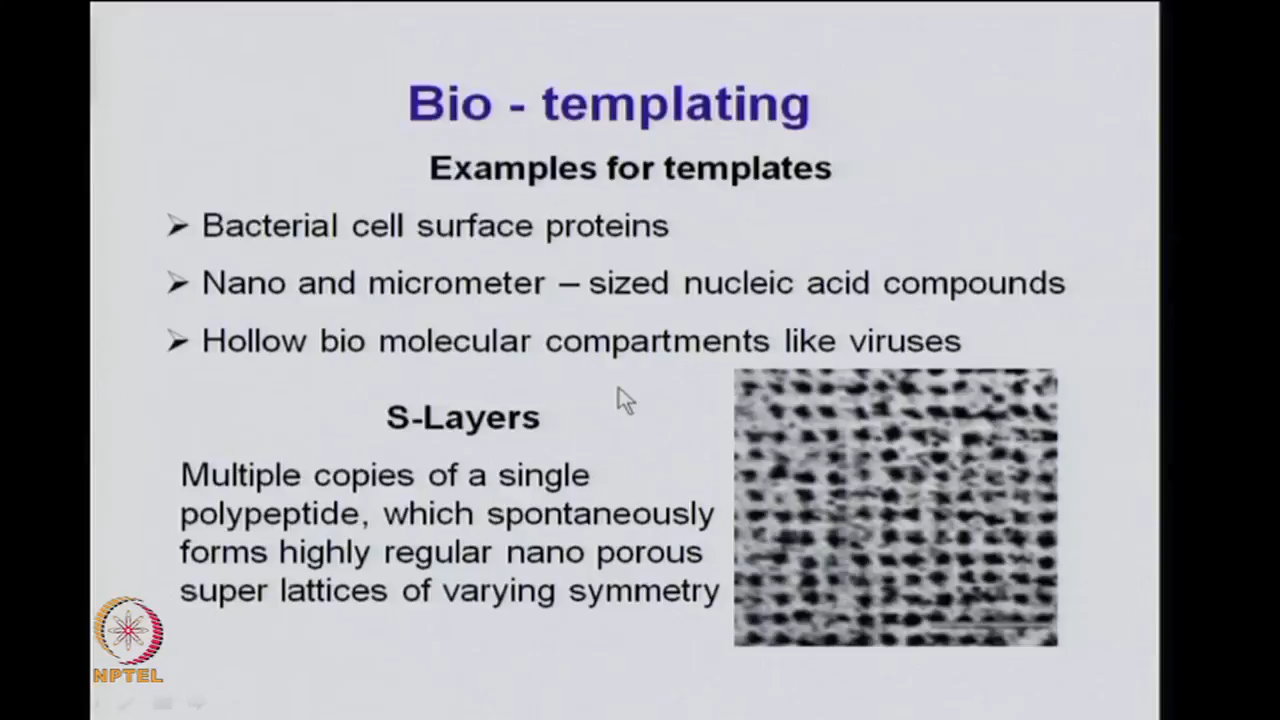 Bio - templating
Examples for templates
➢ Bacterial cell surface proteins
➢ Nano and micrometer – sized nucleic acid compounds
➢ Hollow bio molecular compartments like viruses
S-Layers
Multiple copies of a single
polypeptide, which spontaneously
forms highly regular nano porous
super lattices of varying symmetry
NPTEL